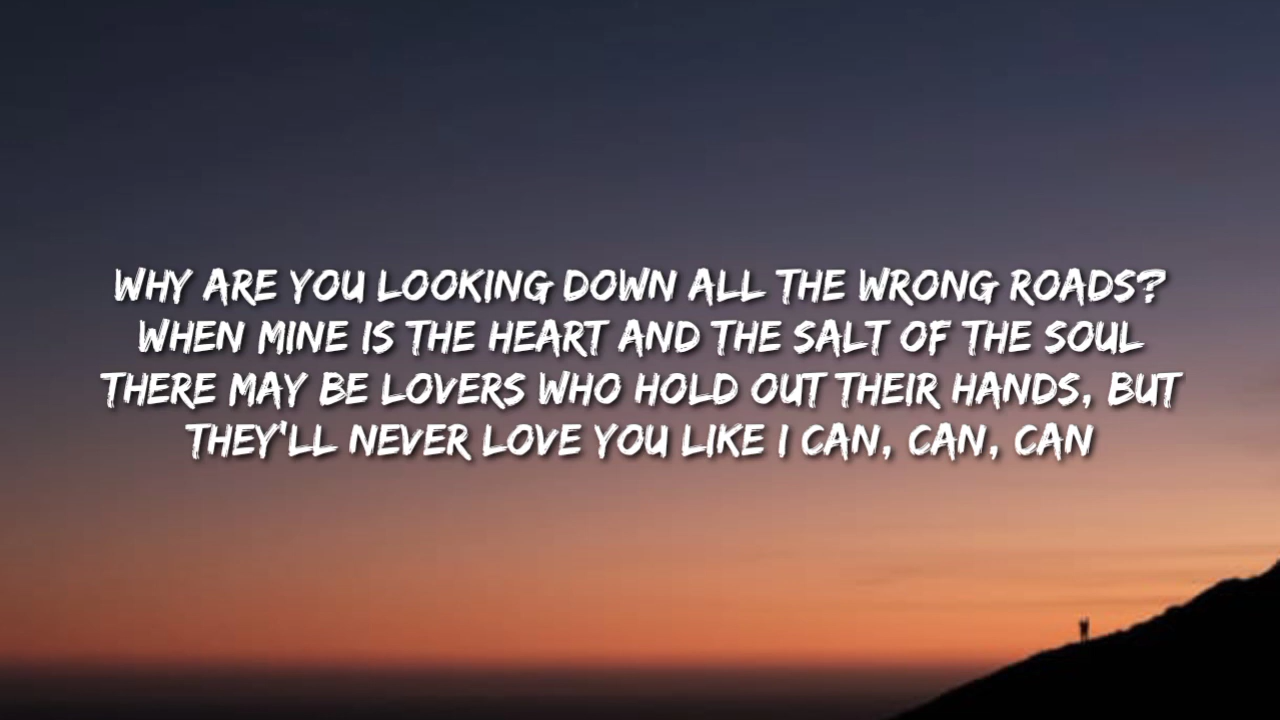 WHY ARE YOU LOOKING DOWN ALL THE WRONG ROADS?
WHEN MINE IS THE HEART AND THE SALT OF THE SOUL
THERE MAY BE LOVERS WHO HOLD OUT THEIR HANDS, BUT
THEY'LL NEVER LOVE YOU LIKE I CAN, CAN, CAN